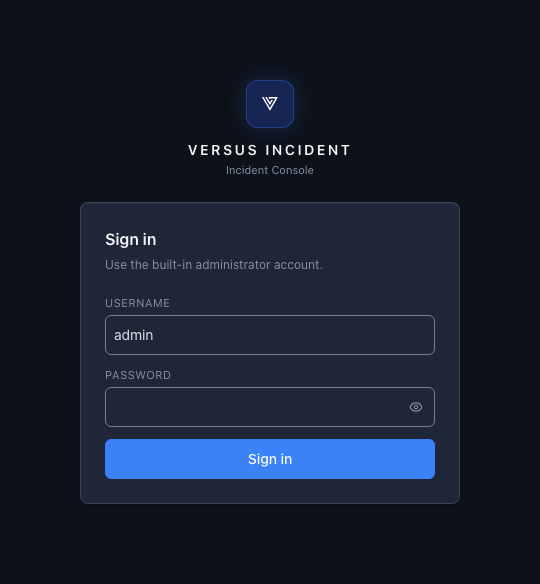 VERSUS INCIDENT
Incident Console
Sign in
Use the built-in administrator account.
USERNAME
admin
PASSWORD
Sign in